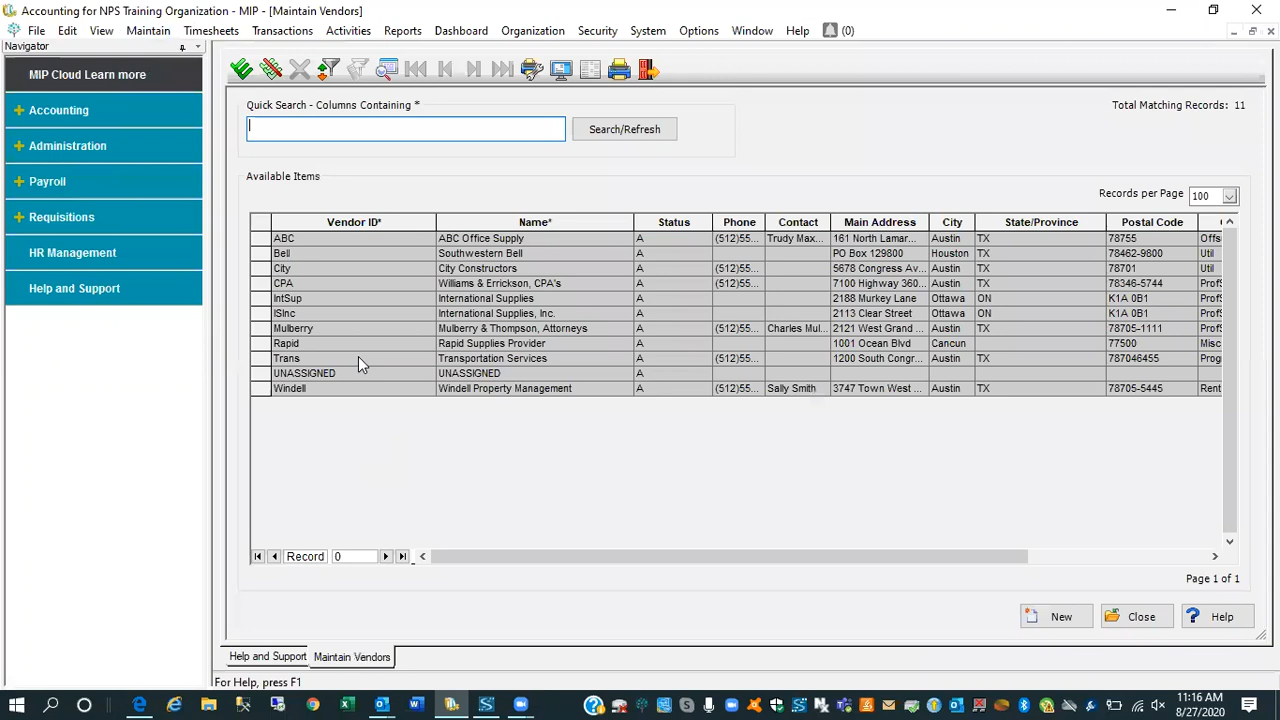 Accounting for NPS Training Organization - MIP - [Maintain Vendors]
File Edit View Maintain Timesheets Transactions Activities Reports Dashboard Organization Security System Options Window Help (0)
Navigator
MIP Cloud Learn more
Accounting
Administration
Payroll
Requisitions
HR Management
Help and Support
Quick Search - Columns Containing *
Search/Refresh
Total Matching Records: 11
Available Items
Records per Page 100
Vendor ID* Name* Status Phone Contact Main Address City State/Province Postal Code
ABC ABC Office Supply A (512)55... Trudy Max... 161 North Lamar... Austin TX 78755 Offs
Bell Southwestern Bell A PO Box 129800 Houston TX 78462-9800 Util
City City Constructors A (512)55... 5678 Congress Av... Austin TX 78701 Util
CPA Williams & Errickson, CPA's A (512)55... 7100 Highway 360... Austin TX 78346-5744 ProfS
IntSup International Supplies A 2188 Murkey Lane Ottawa ON K1A 0B1 ProfS
ISInc International Supplies, Inc. A 2113 Clear Street Ottawa ON K1A 0B1 ProfS
Mulberry Mulberry & Thompson, Attorneys A (512)55... Charles Mul... 2121 West Grand ... Austin TX 78705-1111 ProfS
Rapid Rapid Supplies Provider A 1001 Ocean Blvd Cancun 77500 Misc
Trans Transportation Services A (512)55... 1200 South Congr... Austin TX 787046455 Prog
UNASSIGNED UNASSIGNED A
Windell Windell Property Management A (512)55... Sally Smith 3747 Town West ... Austin TX 78705-5445 Rent
Record 0
Page 1 of 1
New Close Help
Help and Support Maintain Vendors
For Help, press F1
11:16 AM
8/27/2020